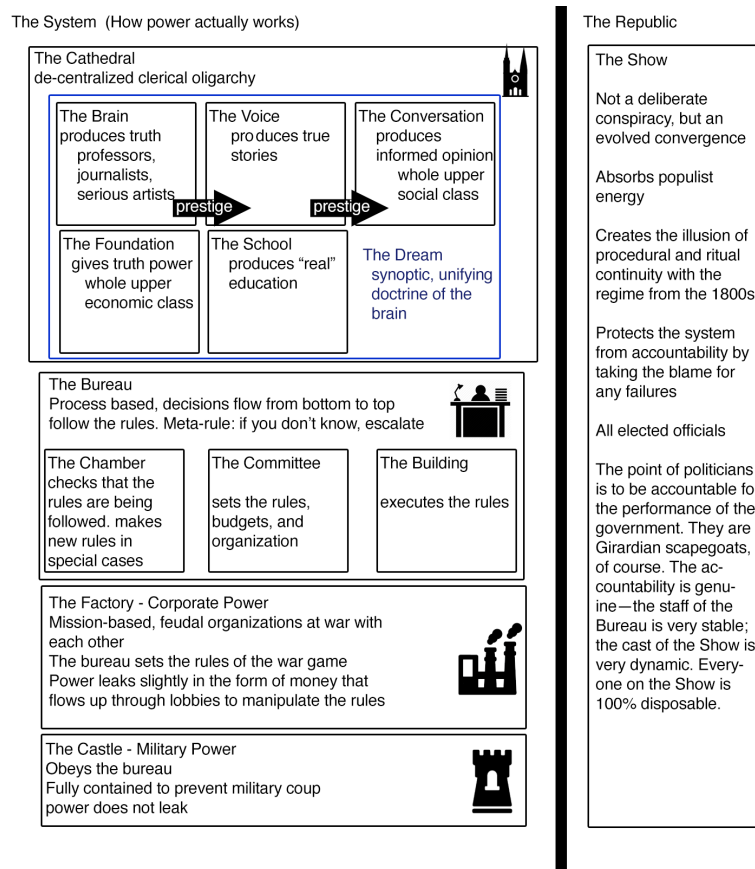 The System  (How power actually works)
The Cathedral
de-centralized clerical oligarchy
The Brain
produces truth
professors,
journalists,
serious artists
prestige
The Voice
produces true
stories
prestige
The Conversation
produces
informed opinion
whole upper
social class
The Foundation
gives truth power
whole upper
economic class
The School
produces “real”
education
The Dream
synoptic, unifying
doctrine of the
brain
The Bureau
Process based, decisions flow from bottom to top
follow the rules. Meta-rule: if you don’t know, escalate
The Chamber
checks that the
rules are being
followed. makes
new rules in
special cases
The Committee
sets the rules,
budgets, and
organization
The Building
executes the rules
The Factory - Corporate Power
Mission-based, feudal organizations at war with
each other
The bureau sets the rules of the war game
Power leaks slightly in the form of money that
flows up through lobbies to manipulate the rules
The Castle - Military Power
Obeys the bureau
Fully contained to prevent military coup
power does not leak
The Republic
The Show
Not a deliberate
conspiracy, but an
evolved convergence
Absorbs populist
energy
Creates the illusion of
procedural and ritual
continuity with the
regime from the 1800s
Protects the system
from accountability by
taking the blame for
any failures
All elected officials
The point of politicians
is to be accountable fo
the performance of the
government. They are
Girardian scapegoats,
of course. The ac-
countability is genu-
ine—the staff of the
Bureau is very stable;
the cast of the Show is
very dynamic. Every-
one on the Show is
100% disposable.